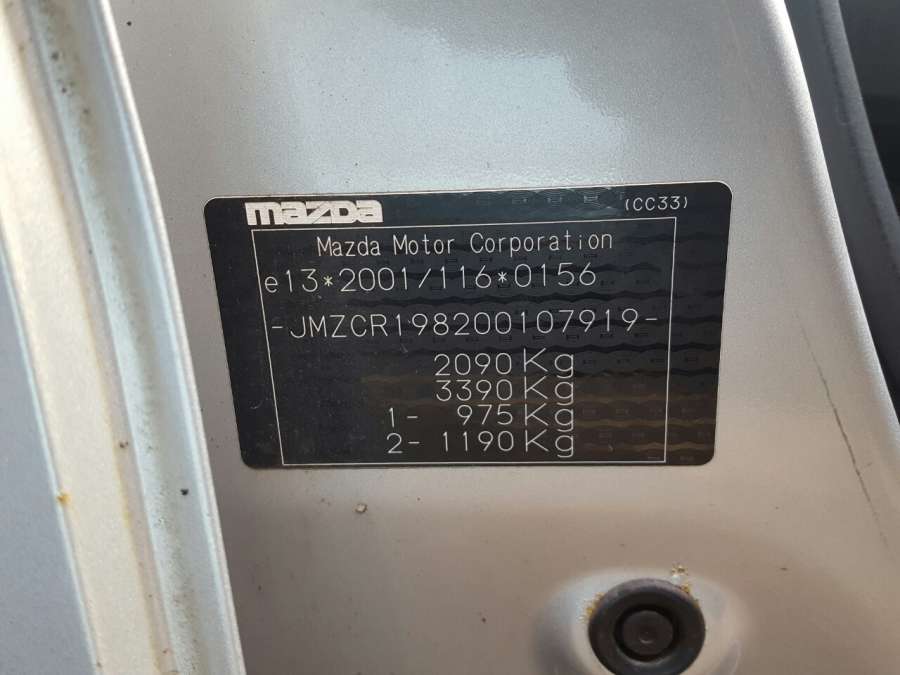 mazda
(CC33)
Mazda Motor Corporation
e13*2001/116*0156
-JMZCR198200107919-
2090 Kg
3390 Kg
1- 975 Kg
2- 1190 Kg